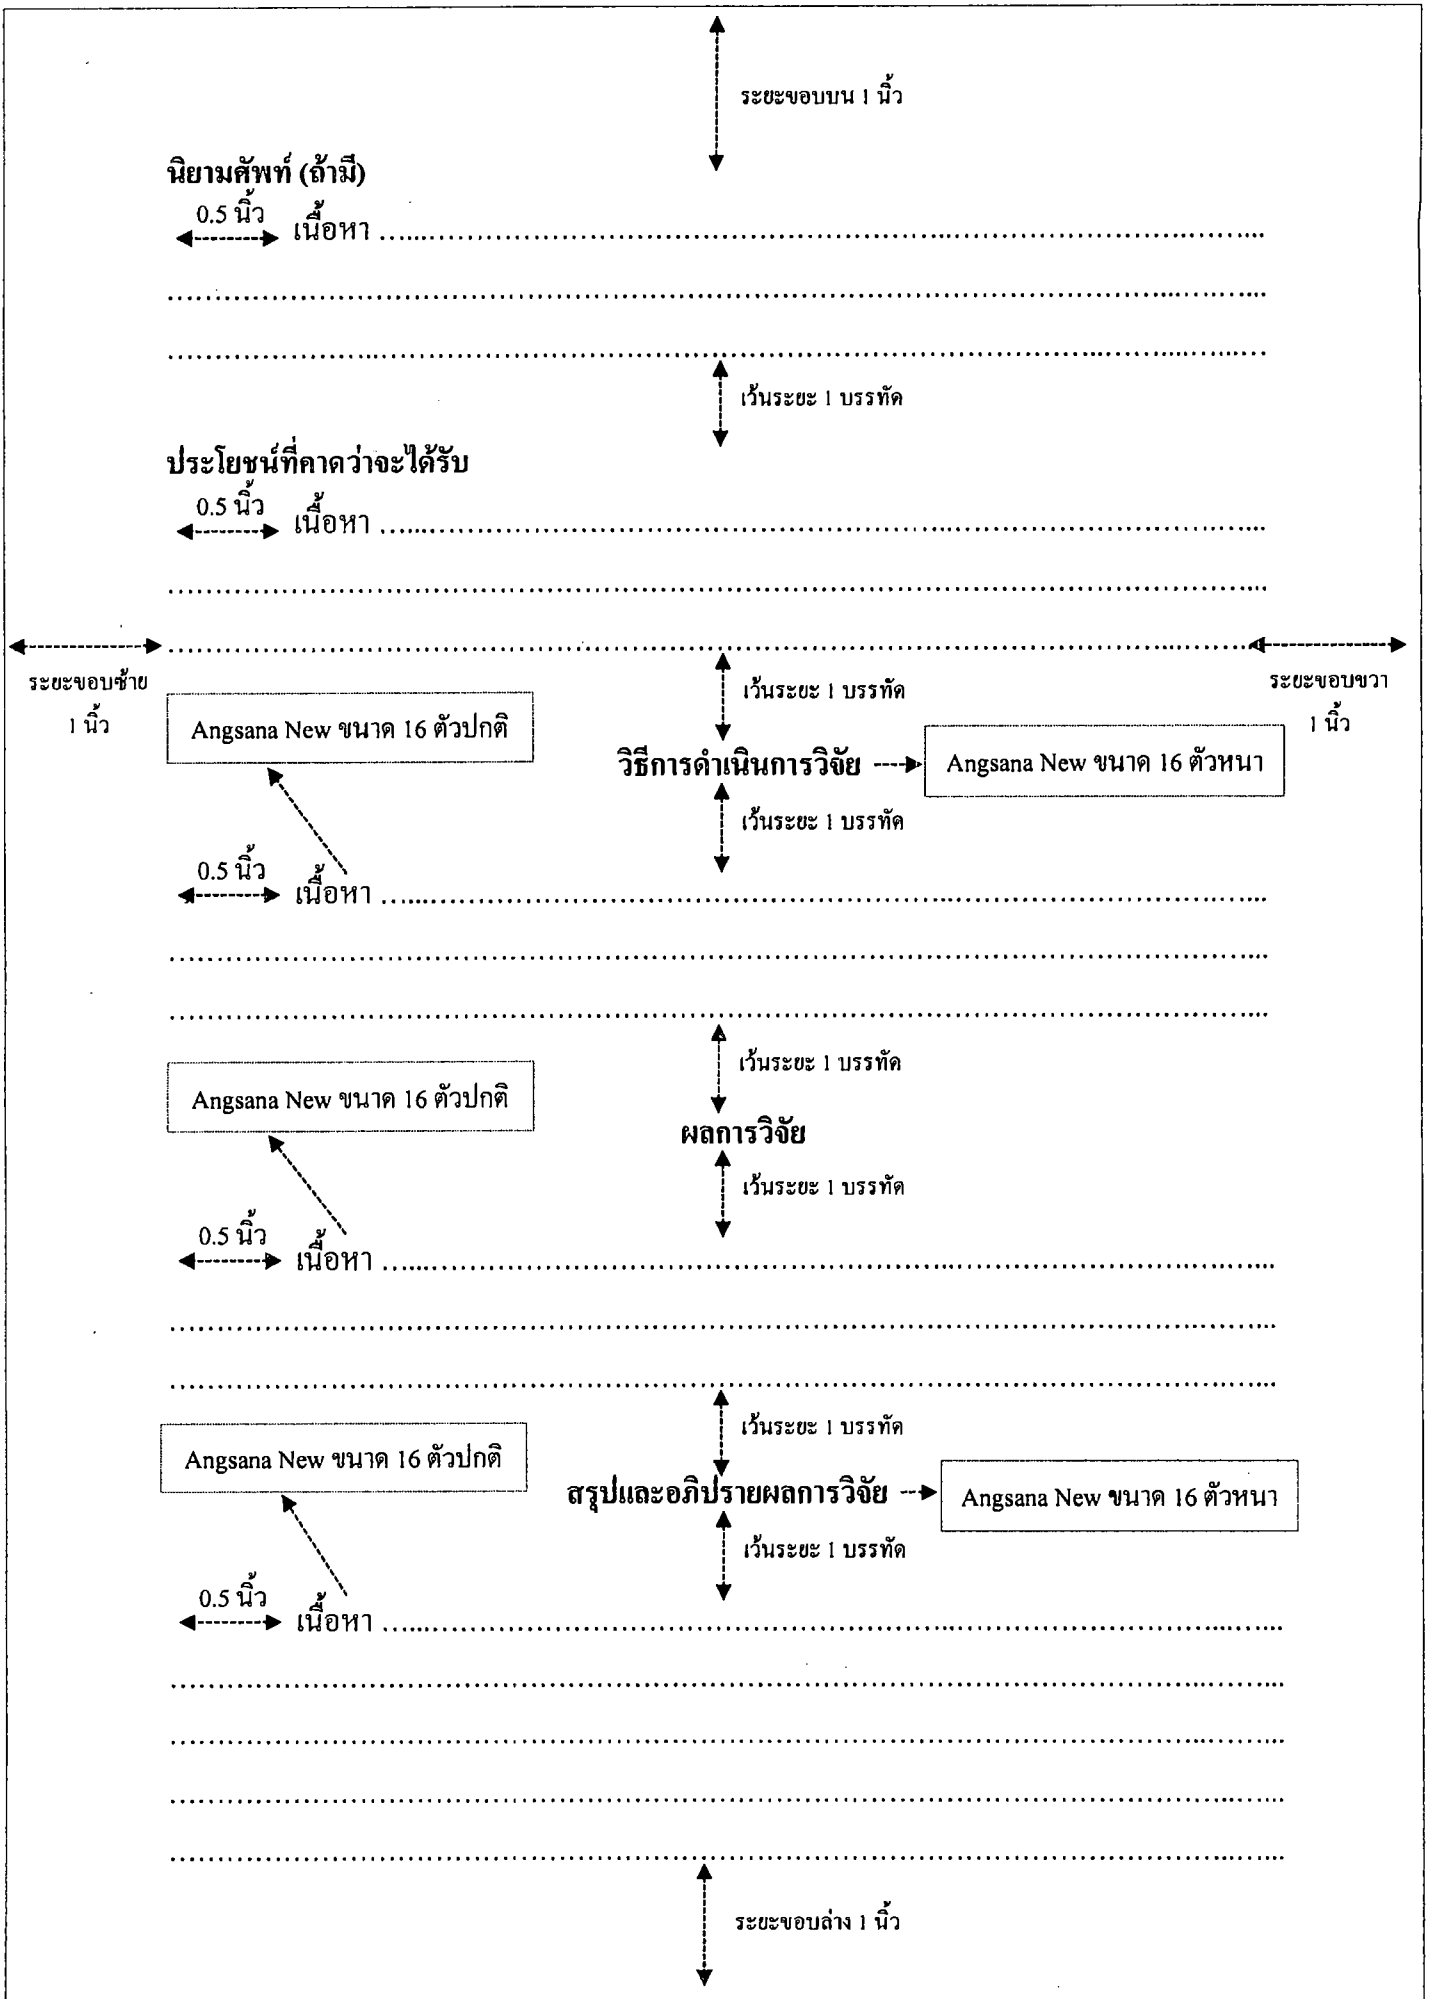 ระยะขอบบน 1 นิ้ว
นิยามศัพท์ (ถ้ามี)
0.5 นิ้ว
เนื้อหา ........................................................................
........................................................................
........................................................................
เว้นระยะ 1 บรรทัด
ประโยชน์ที่คาดว่าจะได้รับ
0.5 นิ้ว
เนื้อหา ........................................................................
........................................................................
........................................................................
ระยะขอบซ้าย
1 นิ้ว
เว้นระยะ 1 บรรทัด
ระยะขอบขวา
1 นิ้ว
Angsana New ขนาด 16 ตัวปกติ
วิธีการดำเนินการวิจัย
Angsana New ขนาด 16 ตัวหนา
เว้นระยะ 1 บรรทัด
0.5 นิ้ว
เนื้อหา ........................................................................
........................................................................
........................................................................
เว้นระยะ 1 บรรทัด
Angsana New ขนาด 16 ตัวปกติ
ผลการวิจัย
เว้นระยะ 1 บรรทัด
0.5 นิ้ว
เนื้อหา ........................................................................
........................................................................
........................................................................
เว้นระยะ 1 บรรทัด
Angsana New ขนาด 16 ตัวปกติ
สรุปและอภิปรายผลการวิจัย
Angsana New ขนาด 16 ตัวหนา
เว้นระยะ 1 บรรทัด
0.5 นิ้ว
เนื้อหา ........................................................................
........................................................................
........................................................................
........................................................................
........................................................................
ระยะขอบล่าง 1 นิ้ว